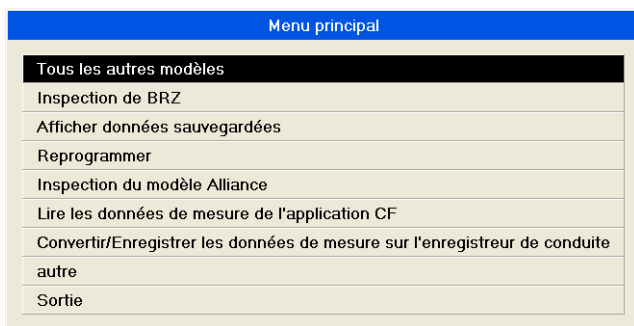 Menu principal
Tous les autres modèles
Inspection de BRZ
Afficher données sauvegardées
Reprogrammer
Inspection du modèle Alliance
Lire les données de mesure de l'application CF
Convertir/Enregistrer les données de mesure sur l'enregistreur de conduite
autre
Sortie